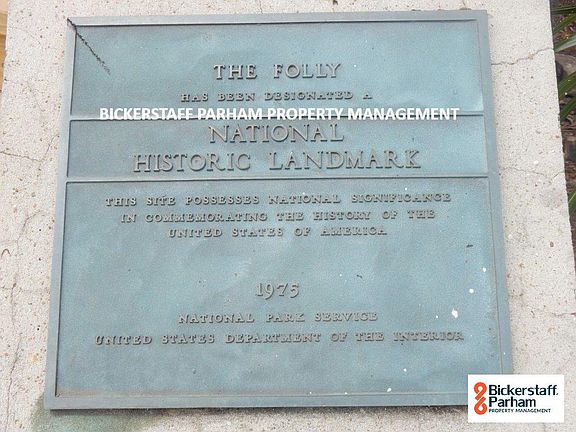 THE FOLLY
HAS BEEN DESIGNATED A
BICKERSTAFF PARHAM PROPERTY MANAGEMENT
NATIONAL
HISTORIC LANDMARK
THIS SITE POSSESSES NATIONAL SIGNIFICANCE
IN COMMEMORATING THE HISTORY OF THE
UNITED STATES OF AMERICA
1975
NATIONAL PARK SERVICE
UNITED STATES DEPARTMENT OF THE INTERIOR
Bickerstaff
Parham
PROPERTY MANAGEMENT